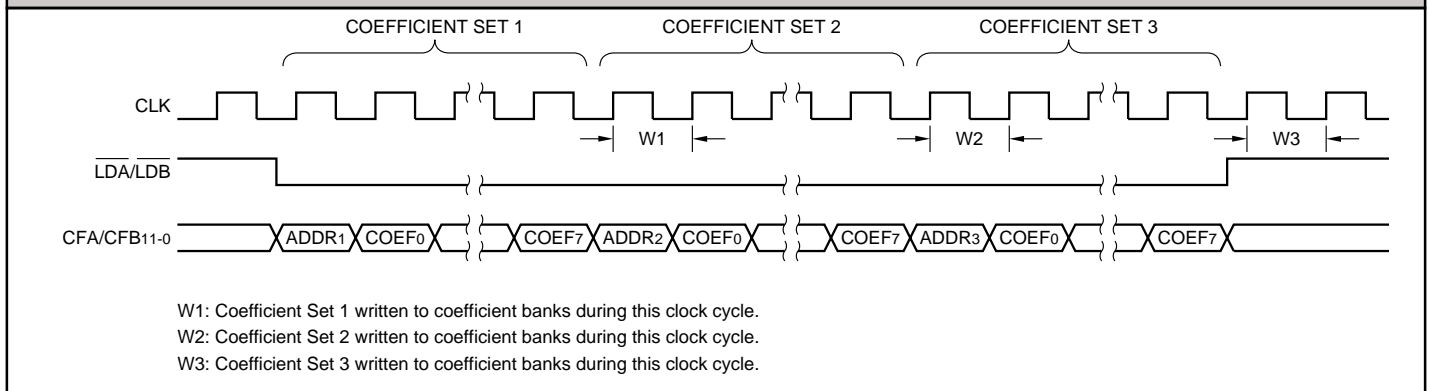 COEFFICIENT SET 1 COEFFICIENT SET 2 COEFFICIENT SET 3
CLK
W1 W2 W3
LDA/LDB
CFA/CFB11-0 ADDR1 COEF0 COEF7 ADDR2 COEF0 COEF7 ADDR3 COEF0 COEF7
W1: Coefficient Set 1 written to coefficient banks during this clock cycle.
W2: Coefficient Set 2 written to coefficient banks during this clock cycle.
W3: Coefficient Set 3 written to coefficient banks during this clock cycle.